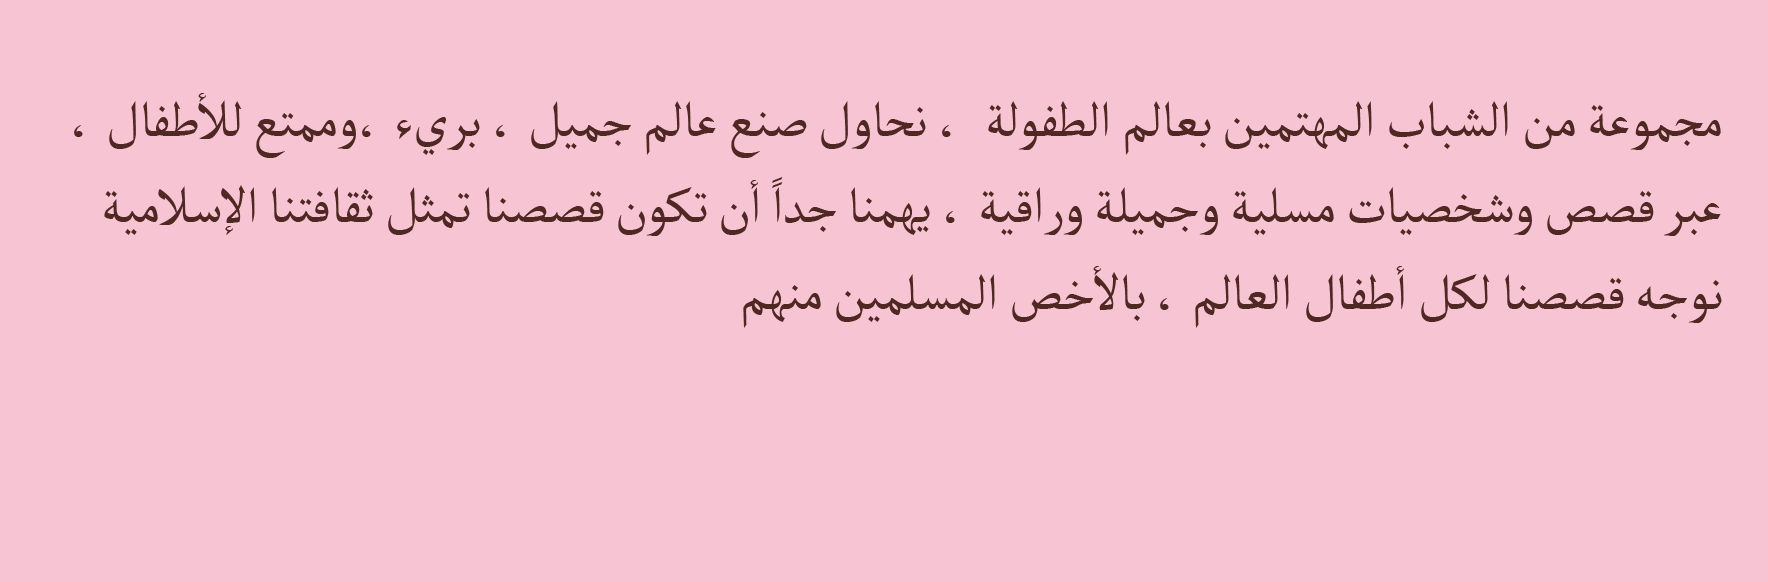 مجموعة من الشباب المهتمين بعالم الطفولة ، نحاول صنع عالم جميل ، بريء ،وممتع للأطفال ،
عبر قصص وشخصيات مسلية وجميلة وراقية ، يهمنا جداً أن تكون قصصنا تمثل ثقافتنا الإسلامية
نوجه قصصنا لكل أطفال العالم ، بالأخص المسلمين منهم